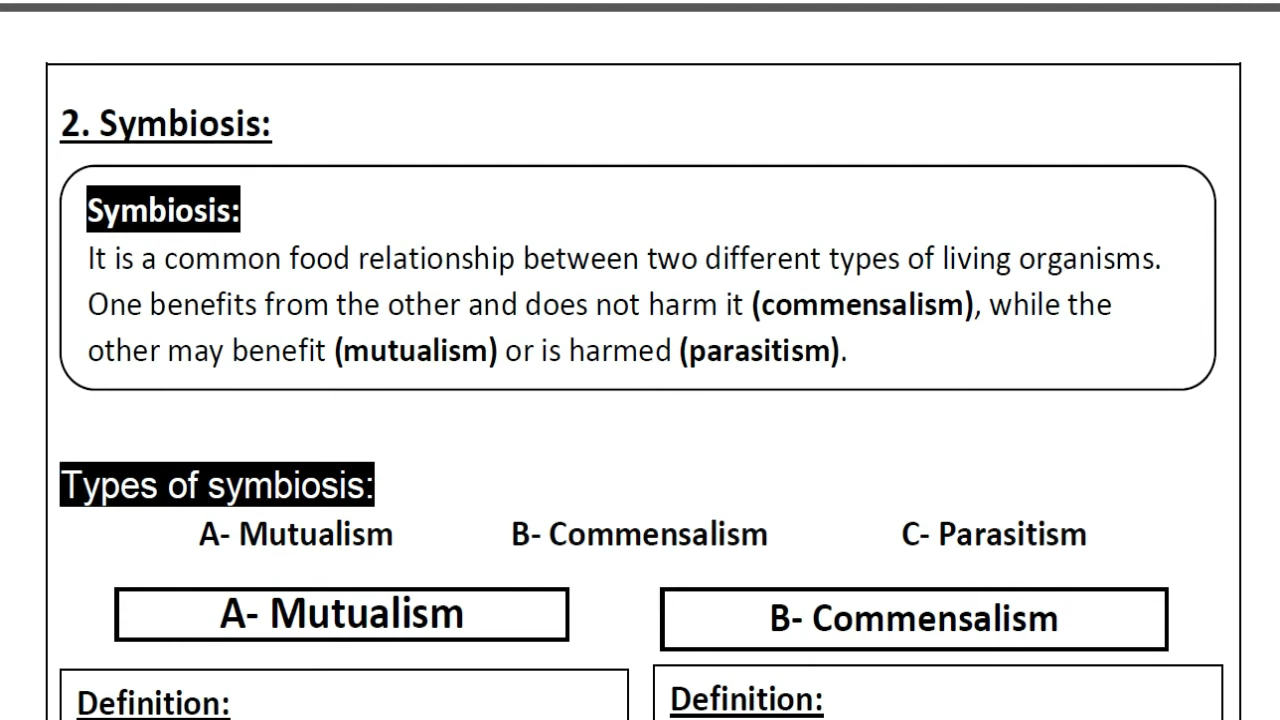 2. Symbiosis:
Symbiosis:
It is a common food relationship between two different types of living organisms.
One benefits from the other and does not harm it (commensalism), while the
other may benefit (mutualism) or is harmed (parasitism).
Types of symbiosis:
A- Mutualism B- Commensalism C- Parasitism
A- Mutualism
B- Commensalism
Definition:
Definition: